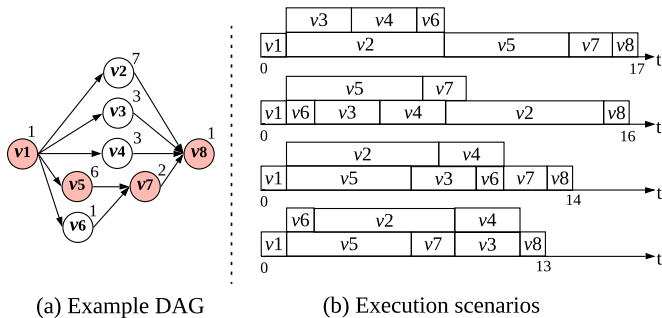 7
v2
3
v3
1
1
3
v1
v4
v8
6
2
v5
v7
1
v6
(a) Example DAG
v3 v4 v6
v1 v2 v5 v7 v8
0 17 t
v5 v7
v1 v6 v3 v4 v2 v8
0 16 t
v2 v4
v1 v5 v3 v6 v7 v8
0 14 t
v6 v2 v4
v1 v5 v7 v3 v8
0 13 t
(b) Execution scenarios